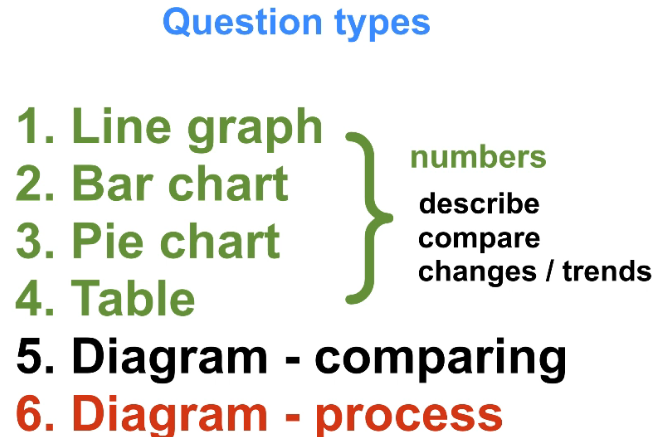 Question types
1. Line graph
2. Bar chart
3. Pie chart
4. Table
numbers
describe
compare
changes / trends
5. Diagram - comparing
6. Diagram - process